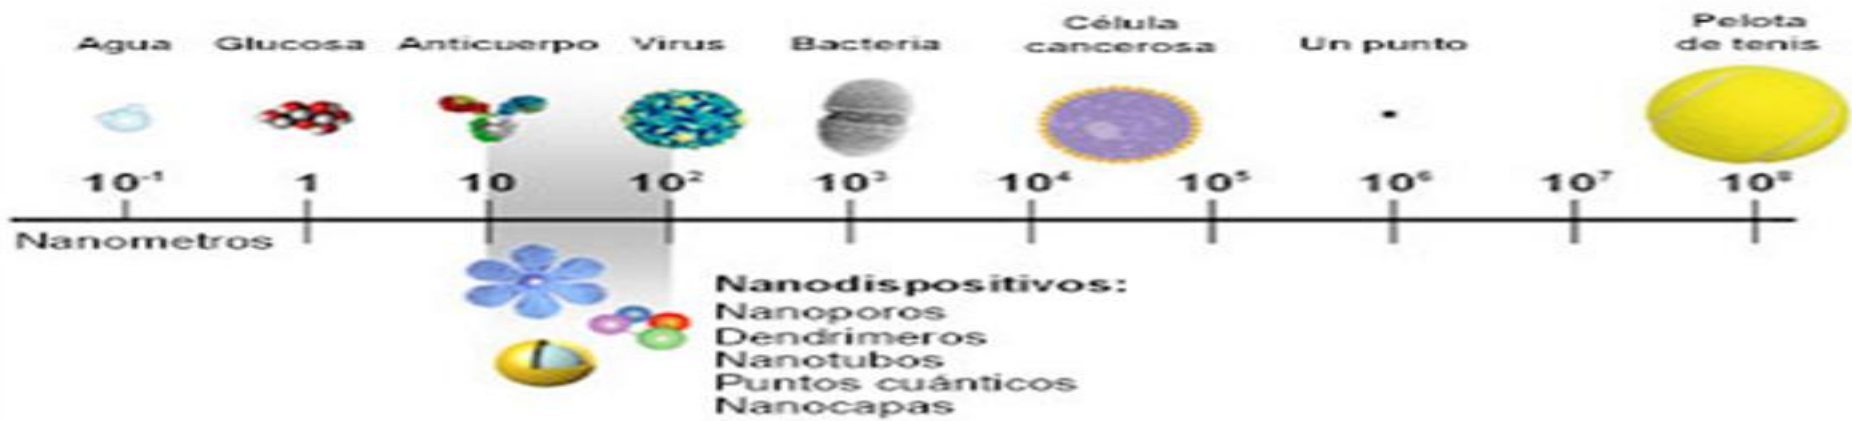 Agua Glucosa Anticuerpo Virus Bacteria Célula cancerosa Un punto Pelota de tenis
10⁻¹ 1 10 10² 10³ 10⁴ 10⁵ 10⁶ 10⁷ 10⁸
Nanometros
Nanodispositivos:
Nanoporos
Dendrimeros
Nanotubos
Puntos cuánticos
Nanocapas